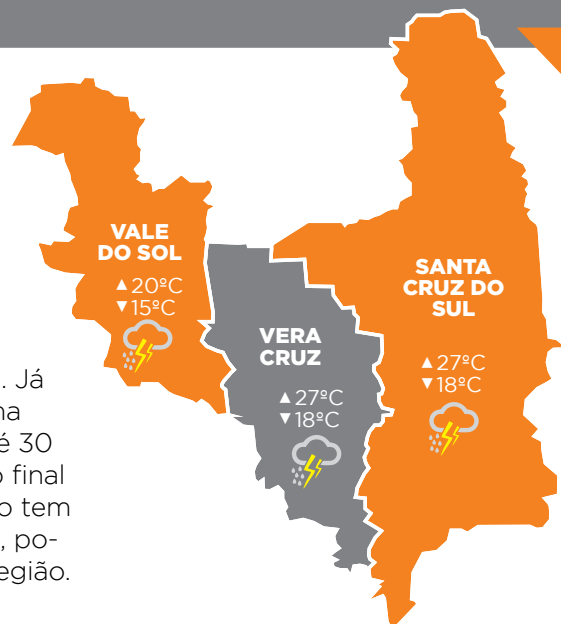 VALE
DO SOL
▲20ºC
▼15ºC
VERA
CRUZ
▲27ºC
▼18ºC
SANTA
CRUZ DO
SUL
▲27ºC
▼18ºC
. Já
na
é 30
o final
o tem
, po-
egião.